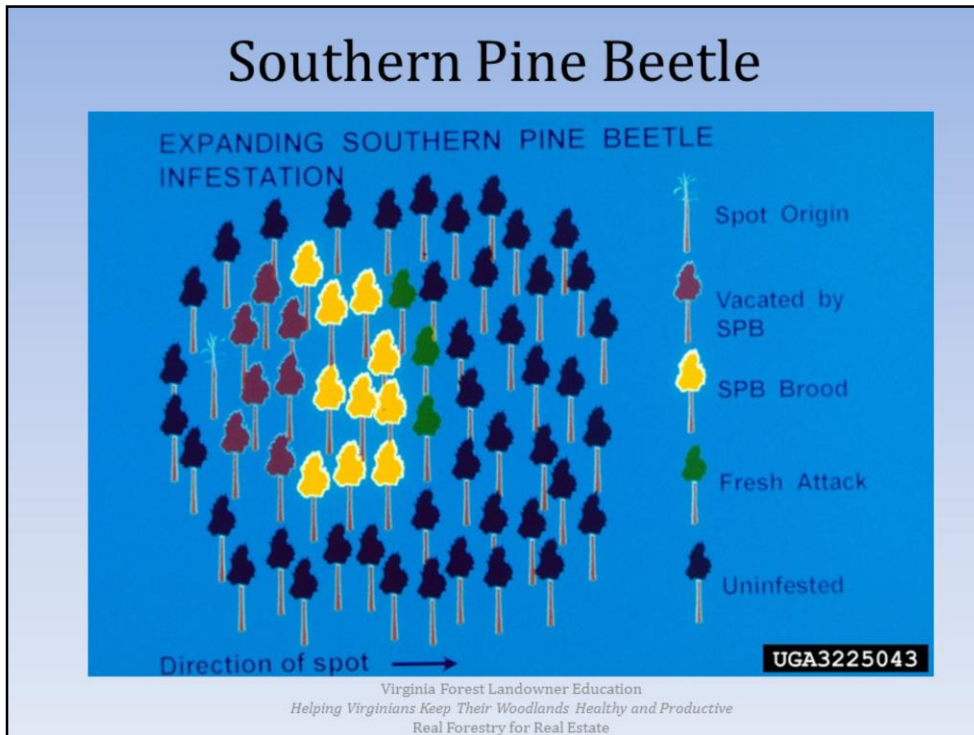 Southern Pine Beetle
EXPANDING SOUTHERN PINE BEETLE
INFESTATION
Spot Origin
Vacated by
SPB
SPB Brood
Fresh Attack
Uninfested
Direction of spot
UGA3225043
Virginia Forest Landowner Education
Helping Virginians Keep Their Woodlands Healthy and Productive
Real Forestry for Real Estate